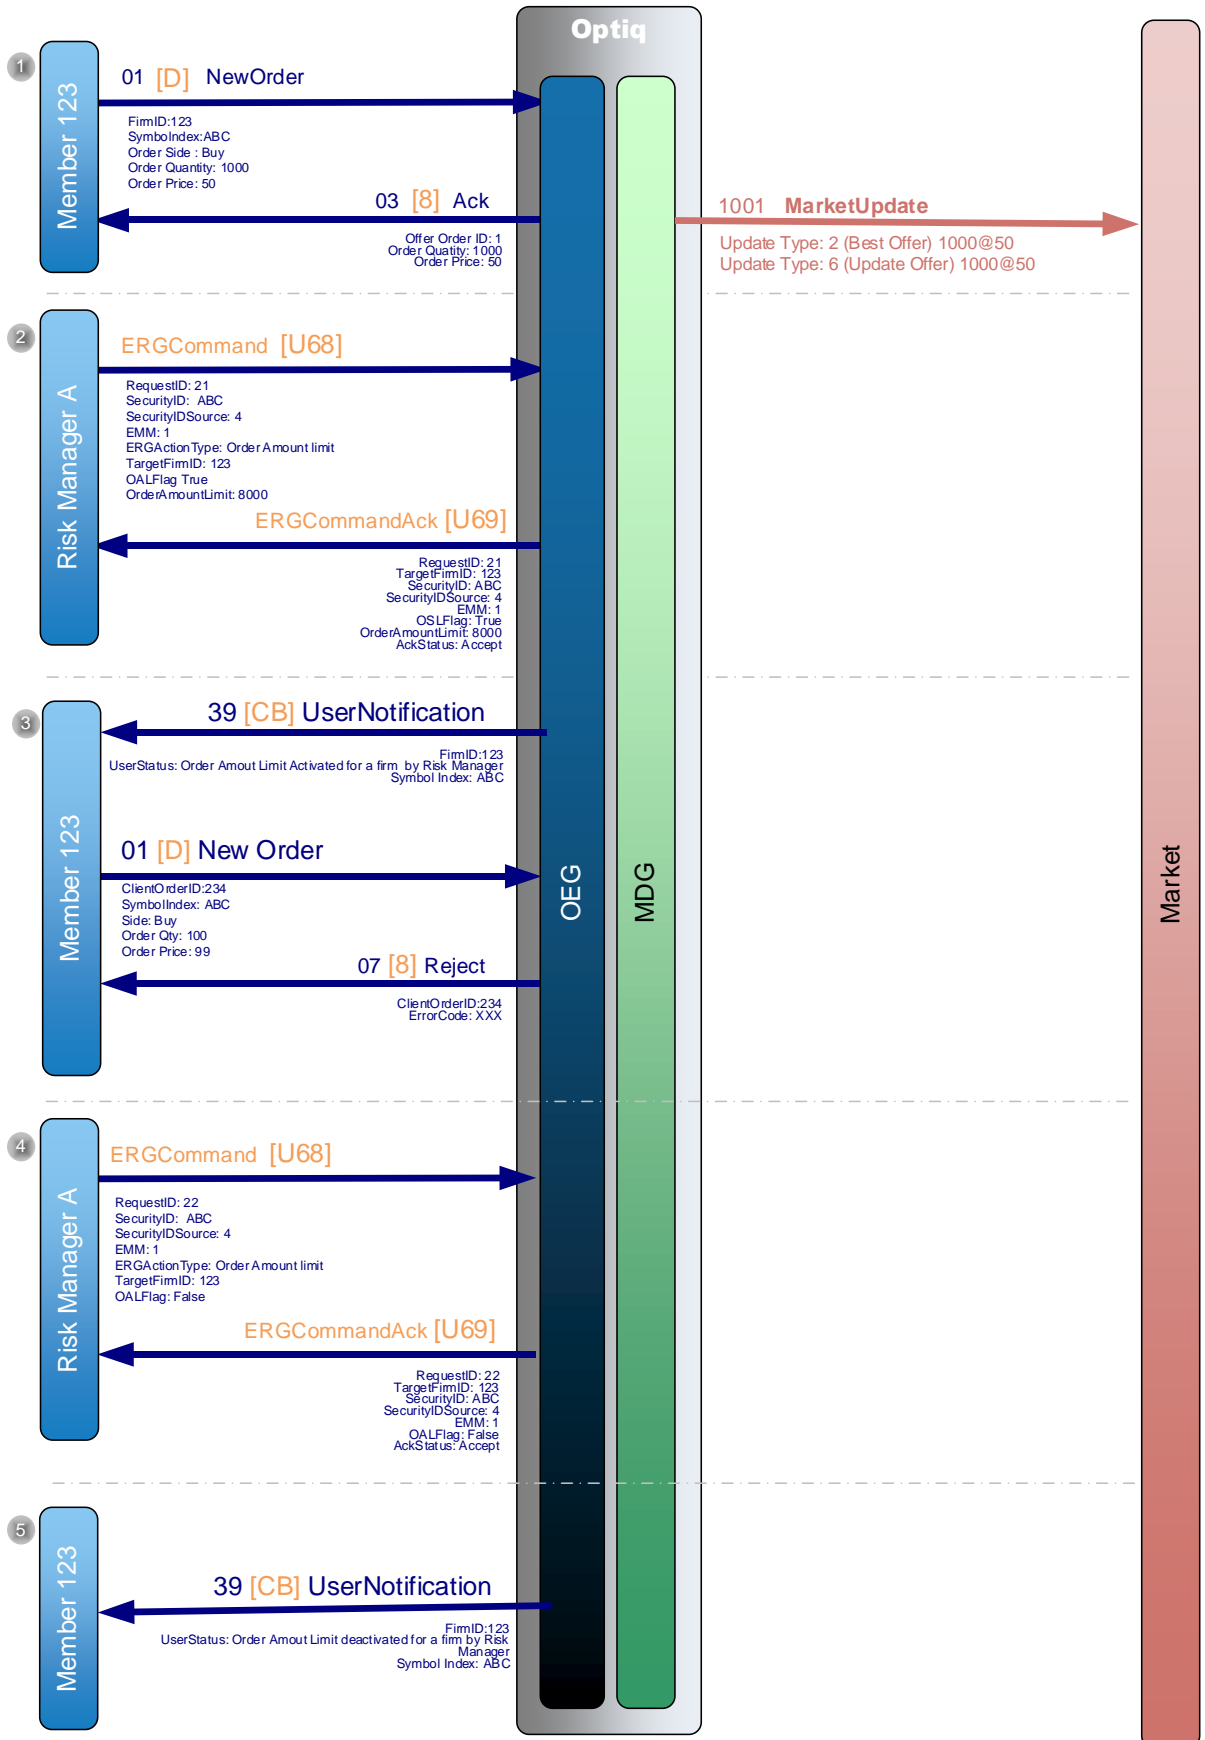 Optiq
1
Member 123
01 [D] NewOrder
FirmID:123
SymbolIndex:ABC
Order Side : Buy
Order Quantity: 1000
Order Price: 50
03 [8] Ack
Offer Order ID: 1
Order Quatity: 1000
Order Price: 50
1001 MarketUpdate
Update Type: 2 (Best Offer) 1000@50
Update Type: 6 (Update Offer) 1000@50
2
Risk Manager A
ERGCommand [U68]
RequestID: 21
SecurityID: ABC
SecurityIDSource: 4
EMM: 1
ERGActionType: Order Amount limit
TargetFirmID: 123
OALFlag True
OrderAmountLimit: 8000
ERGCommandAck [U69]
RequestID: 21
TargetFirmID: 123
SecurityID: ABC
SecurityIDSource: 4
EMM: 1
OSLFlag: True
OrderAmountLimit: 8000
AckStatus: Accept
3
Member 123
39 [CB] UserNotification
FirmID:123
UserStatus: Order Amout Limit Activated for a firm by Risk Manager
Symbol Index: ABC
01 [D] New Order
ClientOrderID:234
SymbolIndex: ABC
Side: Buy
Order Qty: 100
Order Price: 99
07 [8] Reject
ClientOrderID:234
ErrorCode: XXX
OEG
MDG
Market
4
Risk Manager A
ERGCommand [U68]
RequestID: 22
SecurityID: ABC
SecurityIDSource: 4
EMM: 1
ERGActionType: Order Amount limit
TargetFirmID: 123
OALFlag: False
ERGCommandAck [U69]
RequestID: 22
TargetFirmID: 123
SecurityID: ABC
SecurityIDSource: 4
EMM: 1
OALFlag: False
AckStatus: Accept
5
Member 123
39 [CB] UserNotification
FirmID:123
UserStatus: Order Amout Limit deactivated for a firm by Risk
Manager
Symbol Index: ABC